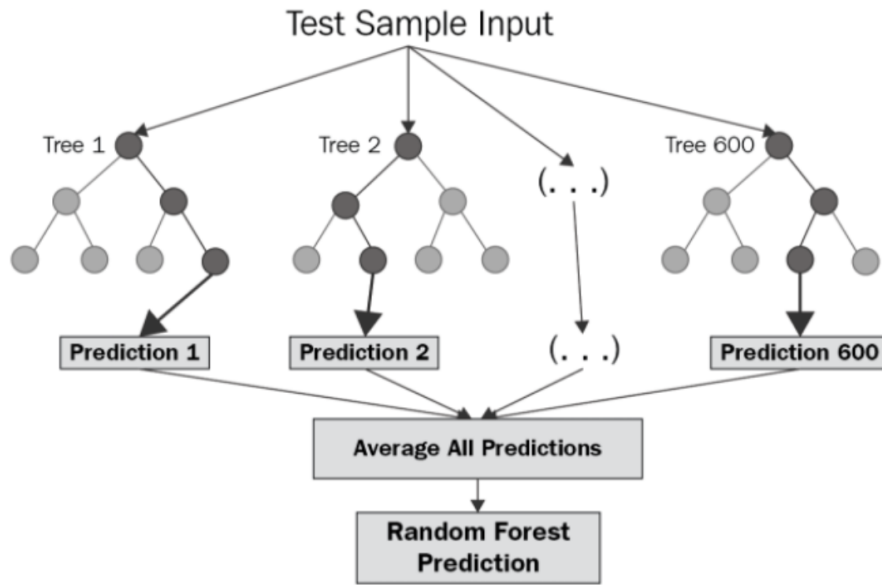 Test Sample Input
Tree 1
Tree 2
Tree 600
(. . .)
Prediction 1
Prediction 2
(. . .)
Prediction 600
Average All Predictions
Random Forest
Prediction